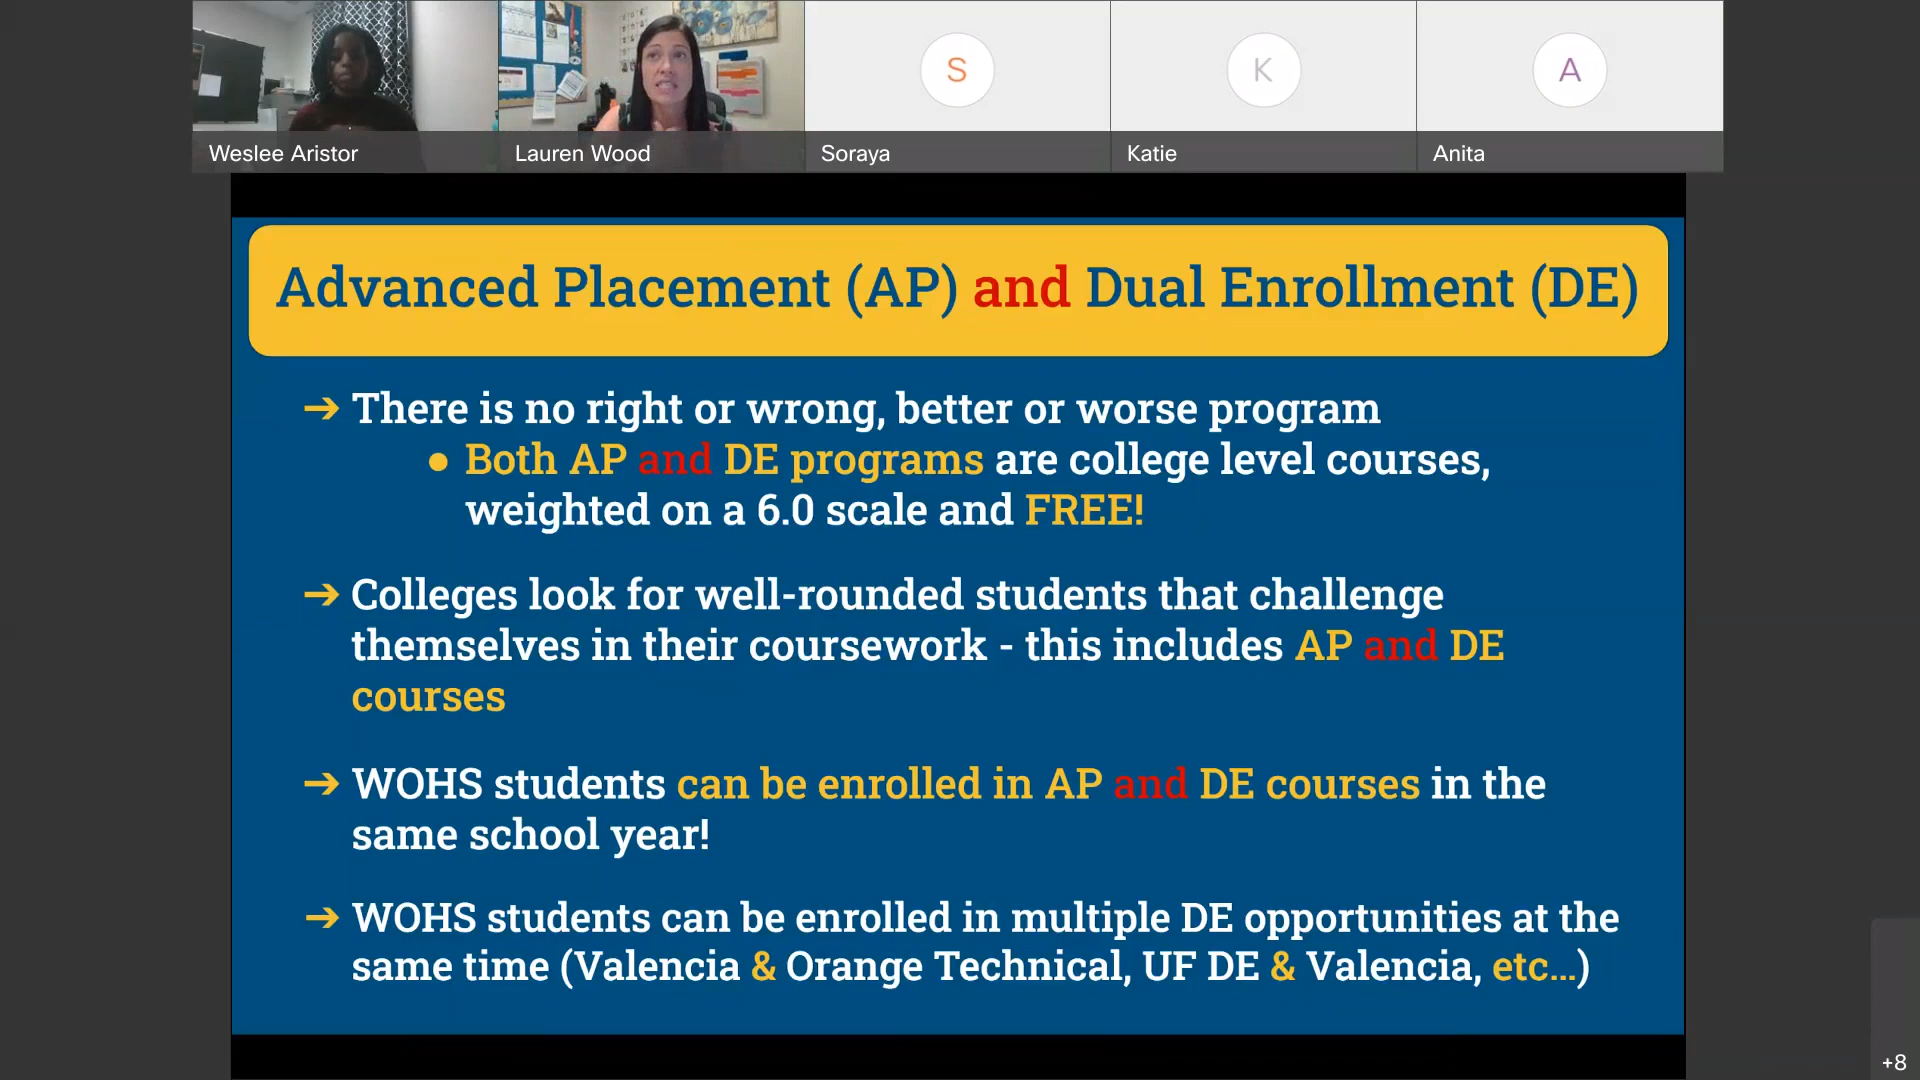 Weslee Aristor
Lauren Wood
S
Soraya
K
Katie
A
Anita
Advanced Placement (AP) and Dual Enrollment (DE)
➔ There is no right or wrong, better or worse program
● Both AP and DE programs are college level courses,
weighted on a 6.0 scale and FREE!
➔ Colleges look for well-rounded students that challenge
themselves in their coursework - this includes AP and DE
courses
➔ WOHS students can be enrolled in AP and DE courses in the
same school year!
➔ WOHS students can be enrolled in multiple DE opportunities at the
same time (Valencia & Orange Technical, UF DE & Valencia, etc...)
+8